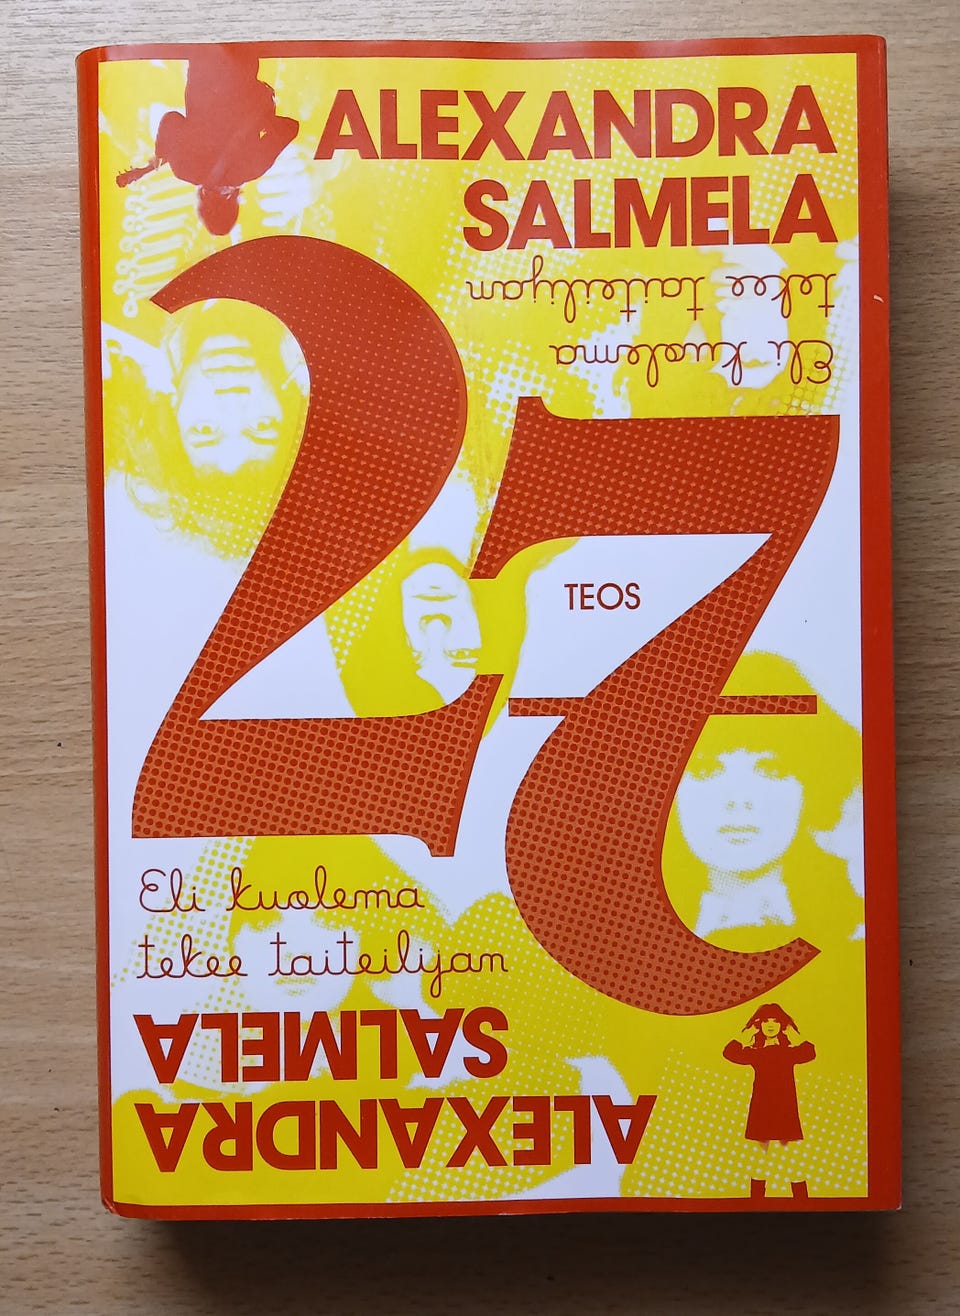 ALEXANDRA
SALMELA
tekee taiteilijan
Eli kuolema
27
TEOS
Eli kuolema
tekee taiteilijan
SALMELA
ALEXANDRA